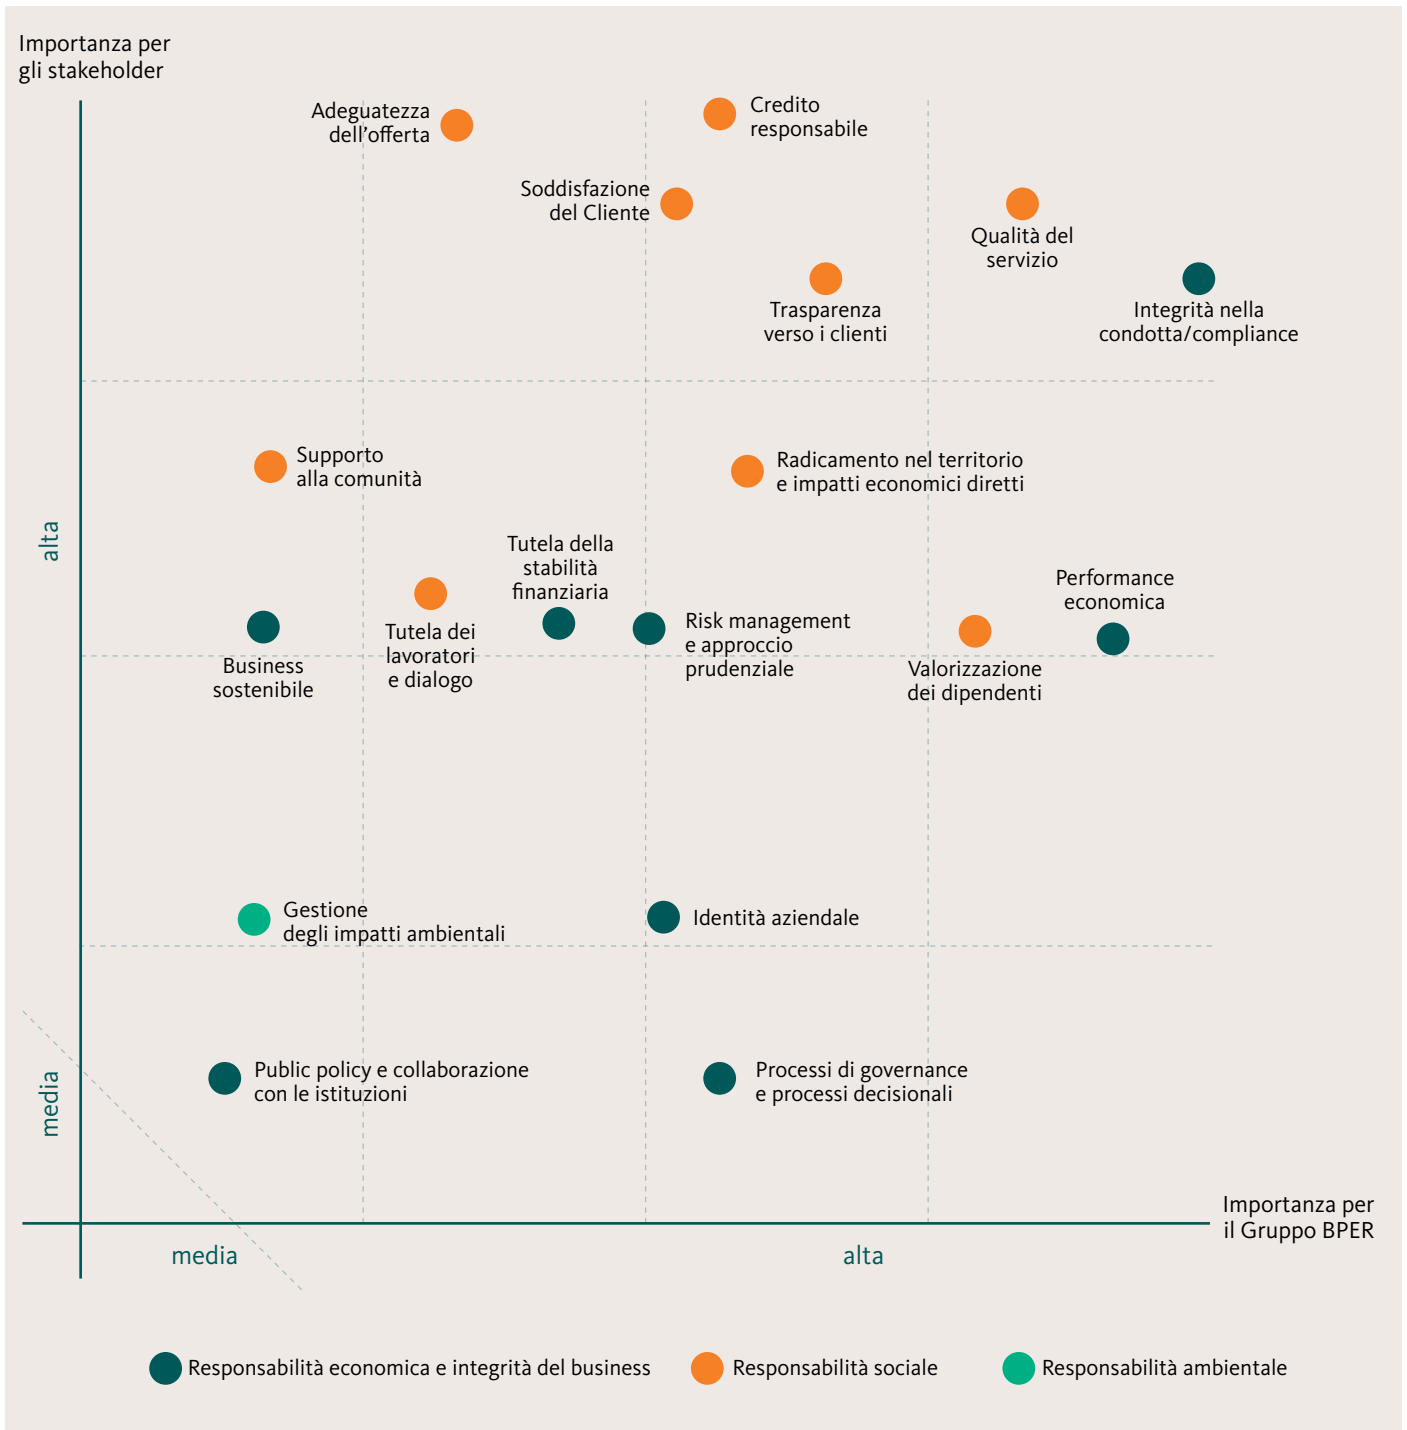 Importanza per
gli stakeholder
Adeguatezza
dell'offerta
Credito
responsabile
Soddisfazione
del Cliente
Qualità del
servizio
Trasparenza
verso i clienti
Integrità nella
condotta/compliance
Supporto
alla comunità
Radicamento nel territorio
e impatti economici diretti
alta
Tutela della
stabilità
finanziaria
Performance
economica
Tutela dei
lavoratori
e dialogo
Risk management
e approccio
prudenziale
Business
sostenibile
Valorizzazione
dei dipendenti
Gestione
degli impatti ambientali
Identità aziendale
media
Public policy e collaborazione
con le istituzioni
Processi di governance
e processi decisionali
Importanza per
il Gruppo BPER
media
alta
Responsabilità economica e integrità del business
Responsabilità sociale
Responsabilità ambientale